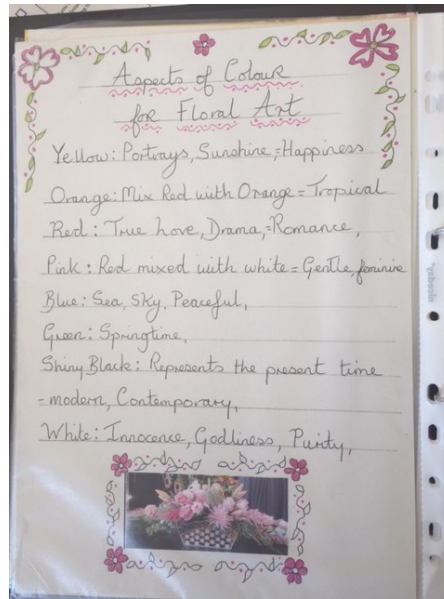 Aspects of Colour
for Floral Art
Yellow: Portrays, Sunshine, =Happiness
Orange: Mix Red with Orange = Tropical
Red: True Love, Drama, =Romance,
Pink: Red mixed with white = Gentle, feminine
Blue: Sea, Sky, Peaceful,
Green: Springtime,
Shiny Black: Represents the present time
- modern, Contemporary,
White: Innocence, Godliness, Purity,